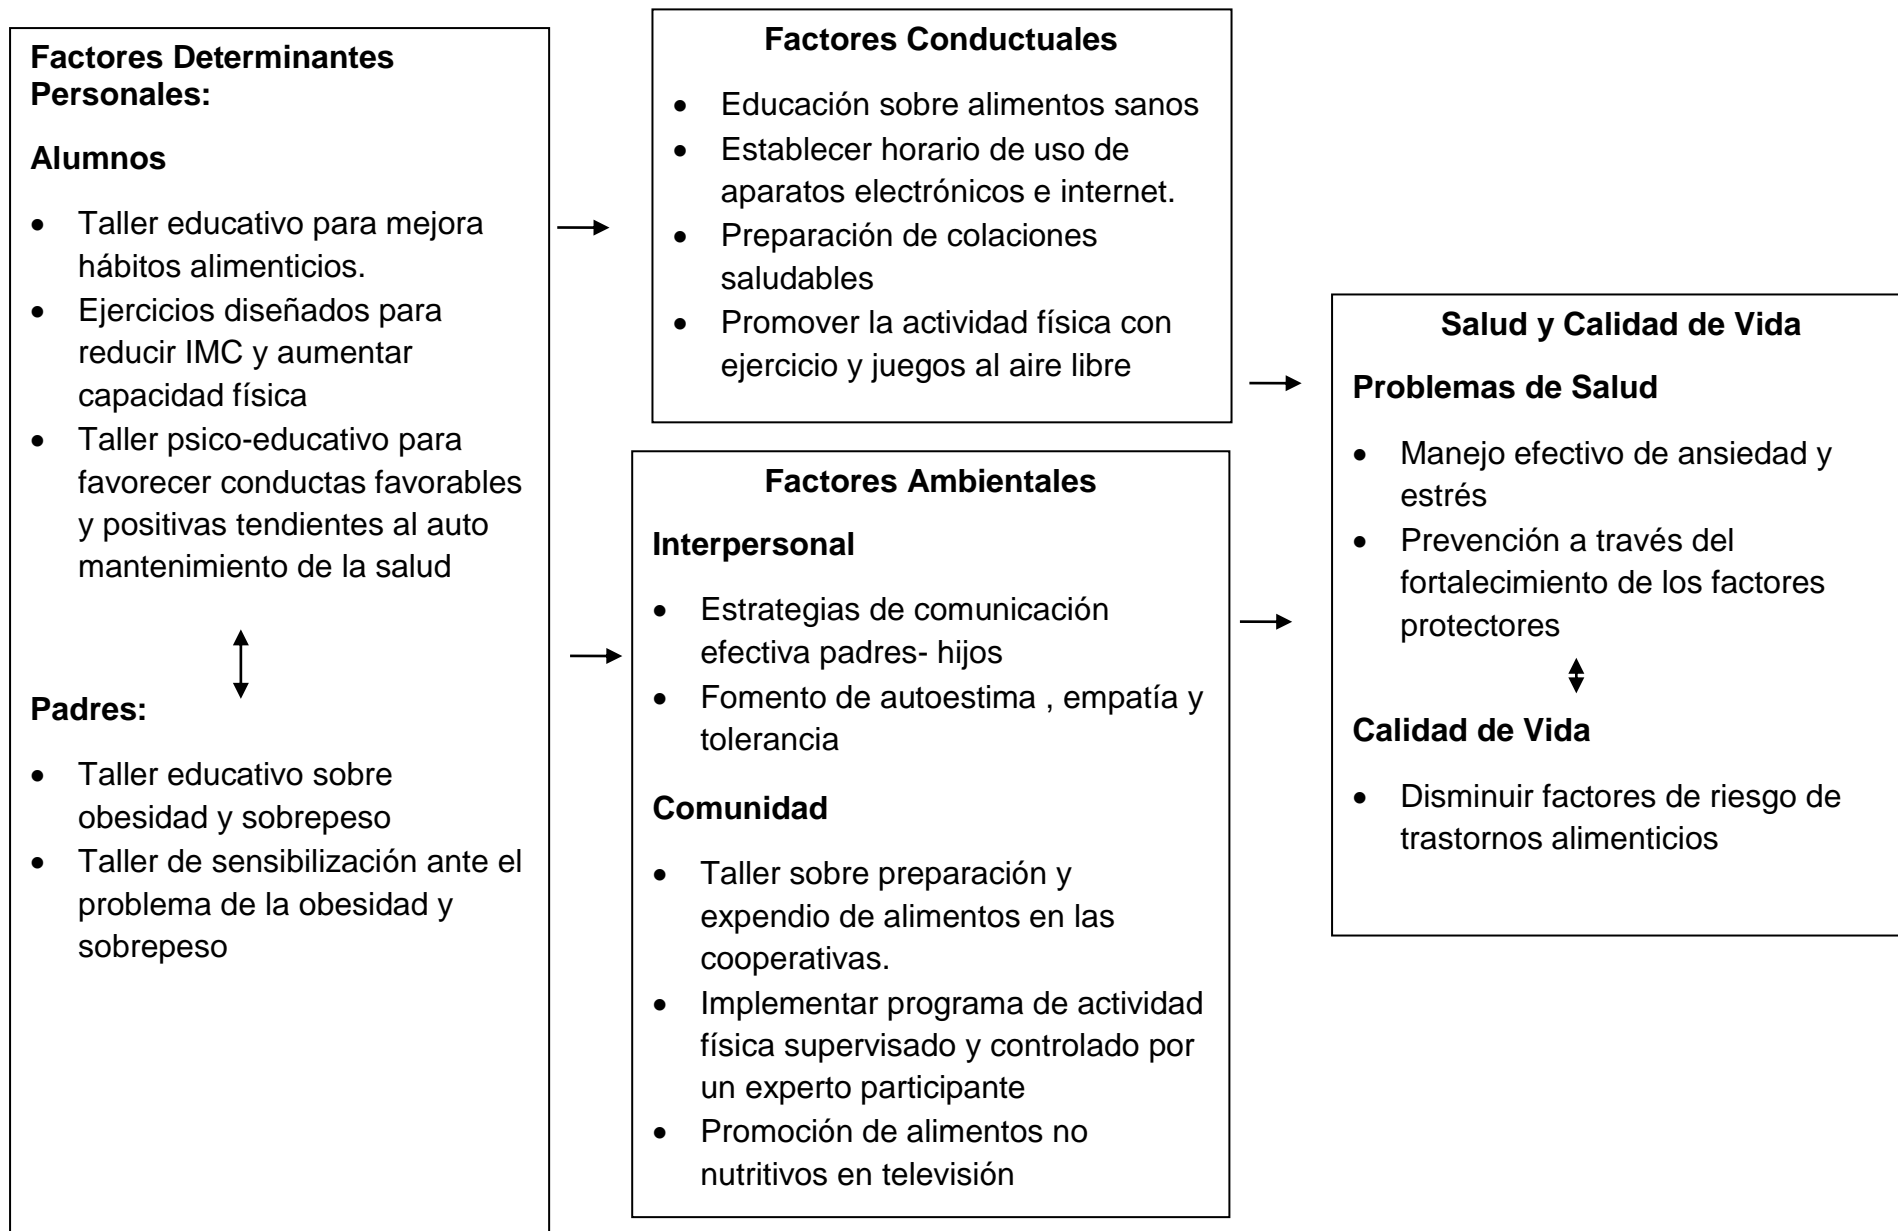 Factores Determinantes
Personales:
Alumnos
• Taller educativo para mejora
hábitos alimenticios.
• Ejercicios diseñados para
reducir IMC y aumentar
capacidad física
• Taller psico-educativo para
favorecer conductas favorables
y positivas tendientes al auto
mantenimiento de la salud
Padres:
• Taller educativo sobre
obesidad y sobrepeso
• Taller de sensibilización ante el
problema de la obesidad y
sobrepeso
Factores Conductuales
• Educación sobre alimentos sanos
• Establecer horario de uso de
aparatos electrónicos e internet.
• Preparación de colaciones
saludables
• Promover la actividad física con
ejercicio y juegos al aire libre
Factores Ambientales
Interpersonal
• Estrategias de comunicación
efectiva padres- hijos
• Fomento de autoestima , empatía y
tolerancia
Comunidad
• Taller sobre preparación y
expendio de alimentos en las
cooperativas.
• Implementar programa de actividad
física supervisado y controlado por
un experto participante
• Promoción de alimentos no
nutritivos en televisión
Salud y Calidad de Vida
Problemas de Salud
• Manejo efectivo de ansiedad y
estrés
• Prevención a través del
fortalecimiento de los factores
protectores
Calidad de Vida
• Disminuir factores de riesgo de
trastornos alimenticios